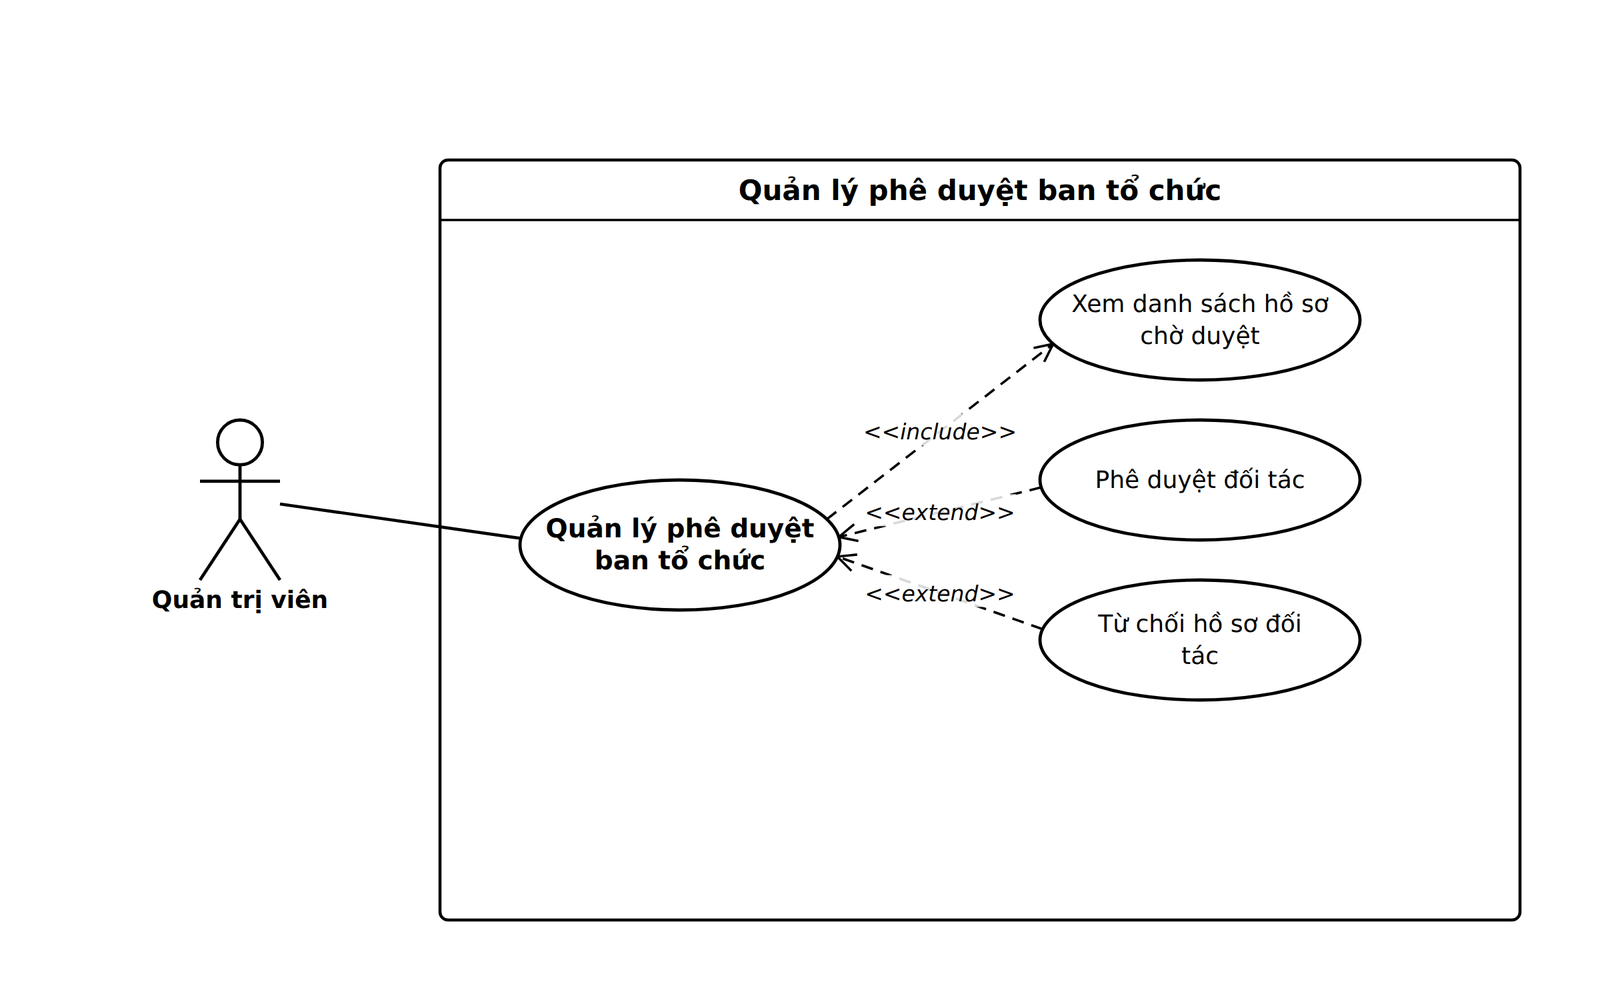 Quản lý phê duyệt ban tổ chức
Xem danh sách hồ sơ
chờ duyệt
<<include>>
Phê duyệt đối tác
<<extend>>
Quản lý phê duyệt
ban tổ chức
<<extend>>
Quản trị viên
Từ chối hồ sơ đối
tác